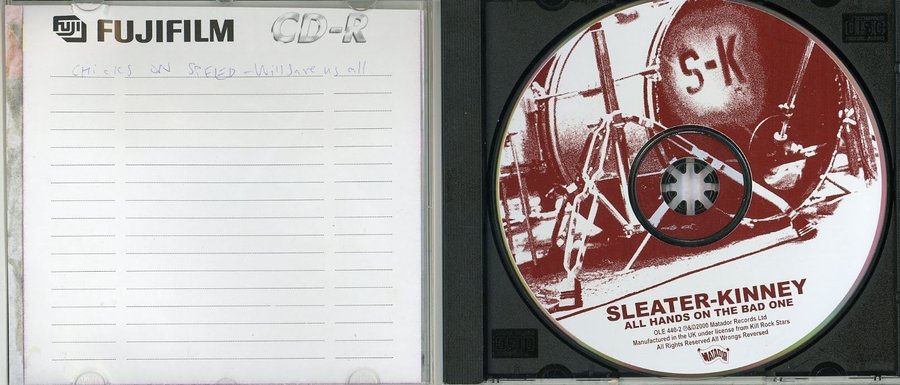 FUJI FUJIFILM CD-R
Chicks ON SPEED - Will Save us all
S-K
SLEATER-KINNEY
ALL HANDS ON THE BAD ONE
OLE 440-2 ℗&©2000 Matador Records Ltd
Manufactured in the UK under license from Kill Rock Stars
All Rights Reserved All Wrongs Reversed
MATADOR